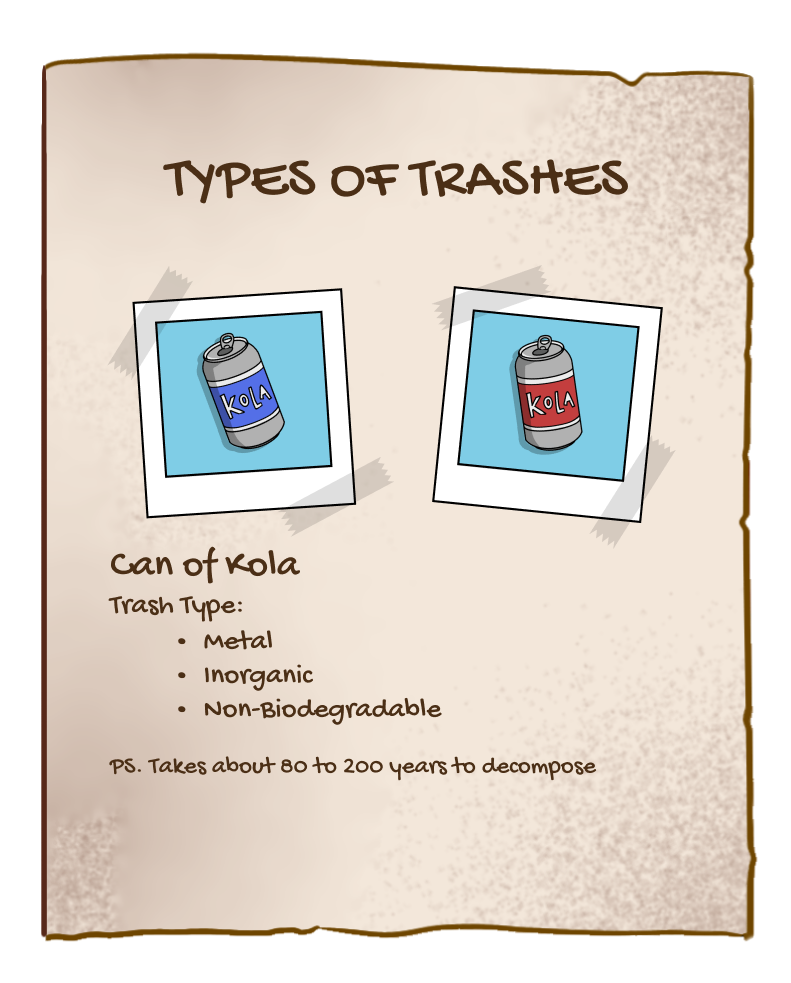 TYPES OF TRASHES
KOLA
KOLA
Can of Kola
Trash Type:
• Metal
• Inorganic
• Non-Biodegradable
PS. Takes about 80 to 200 years to decompose